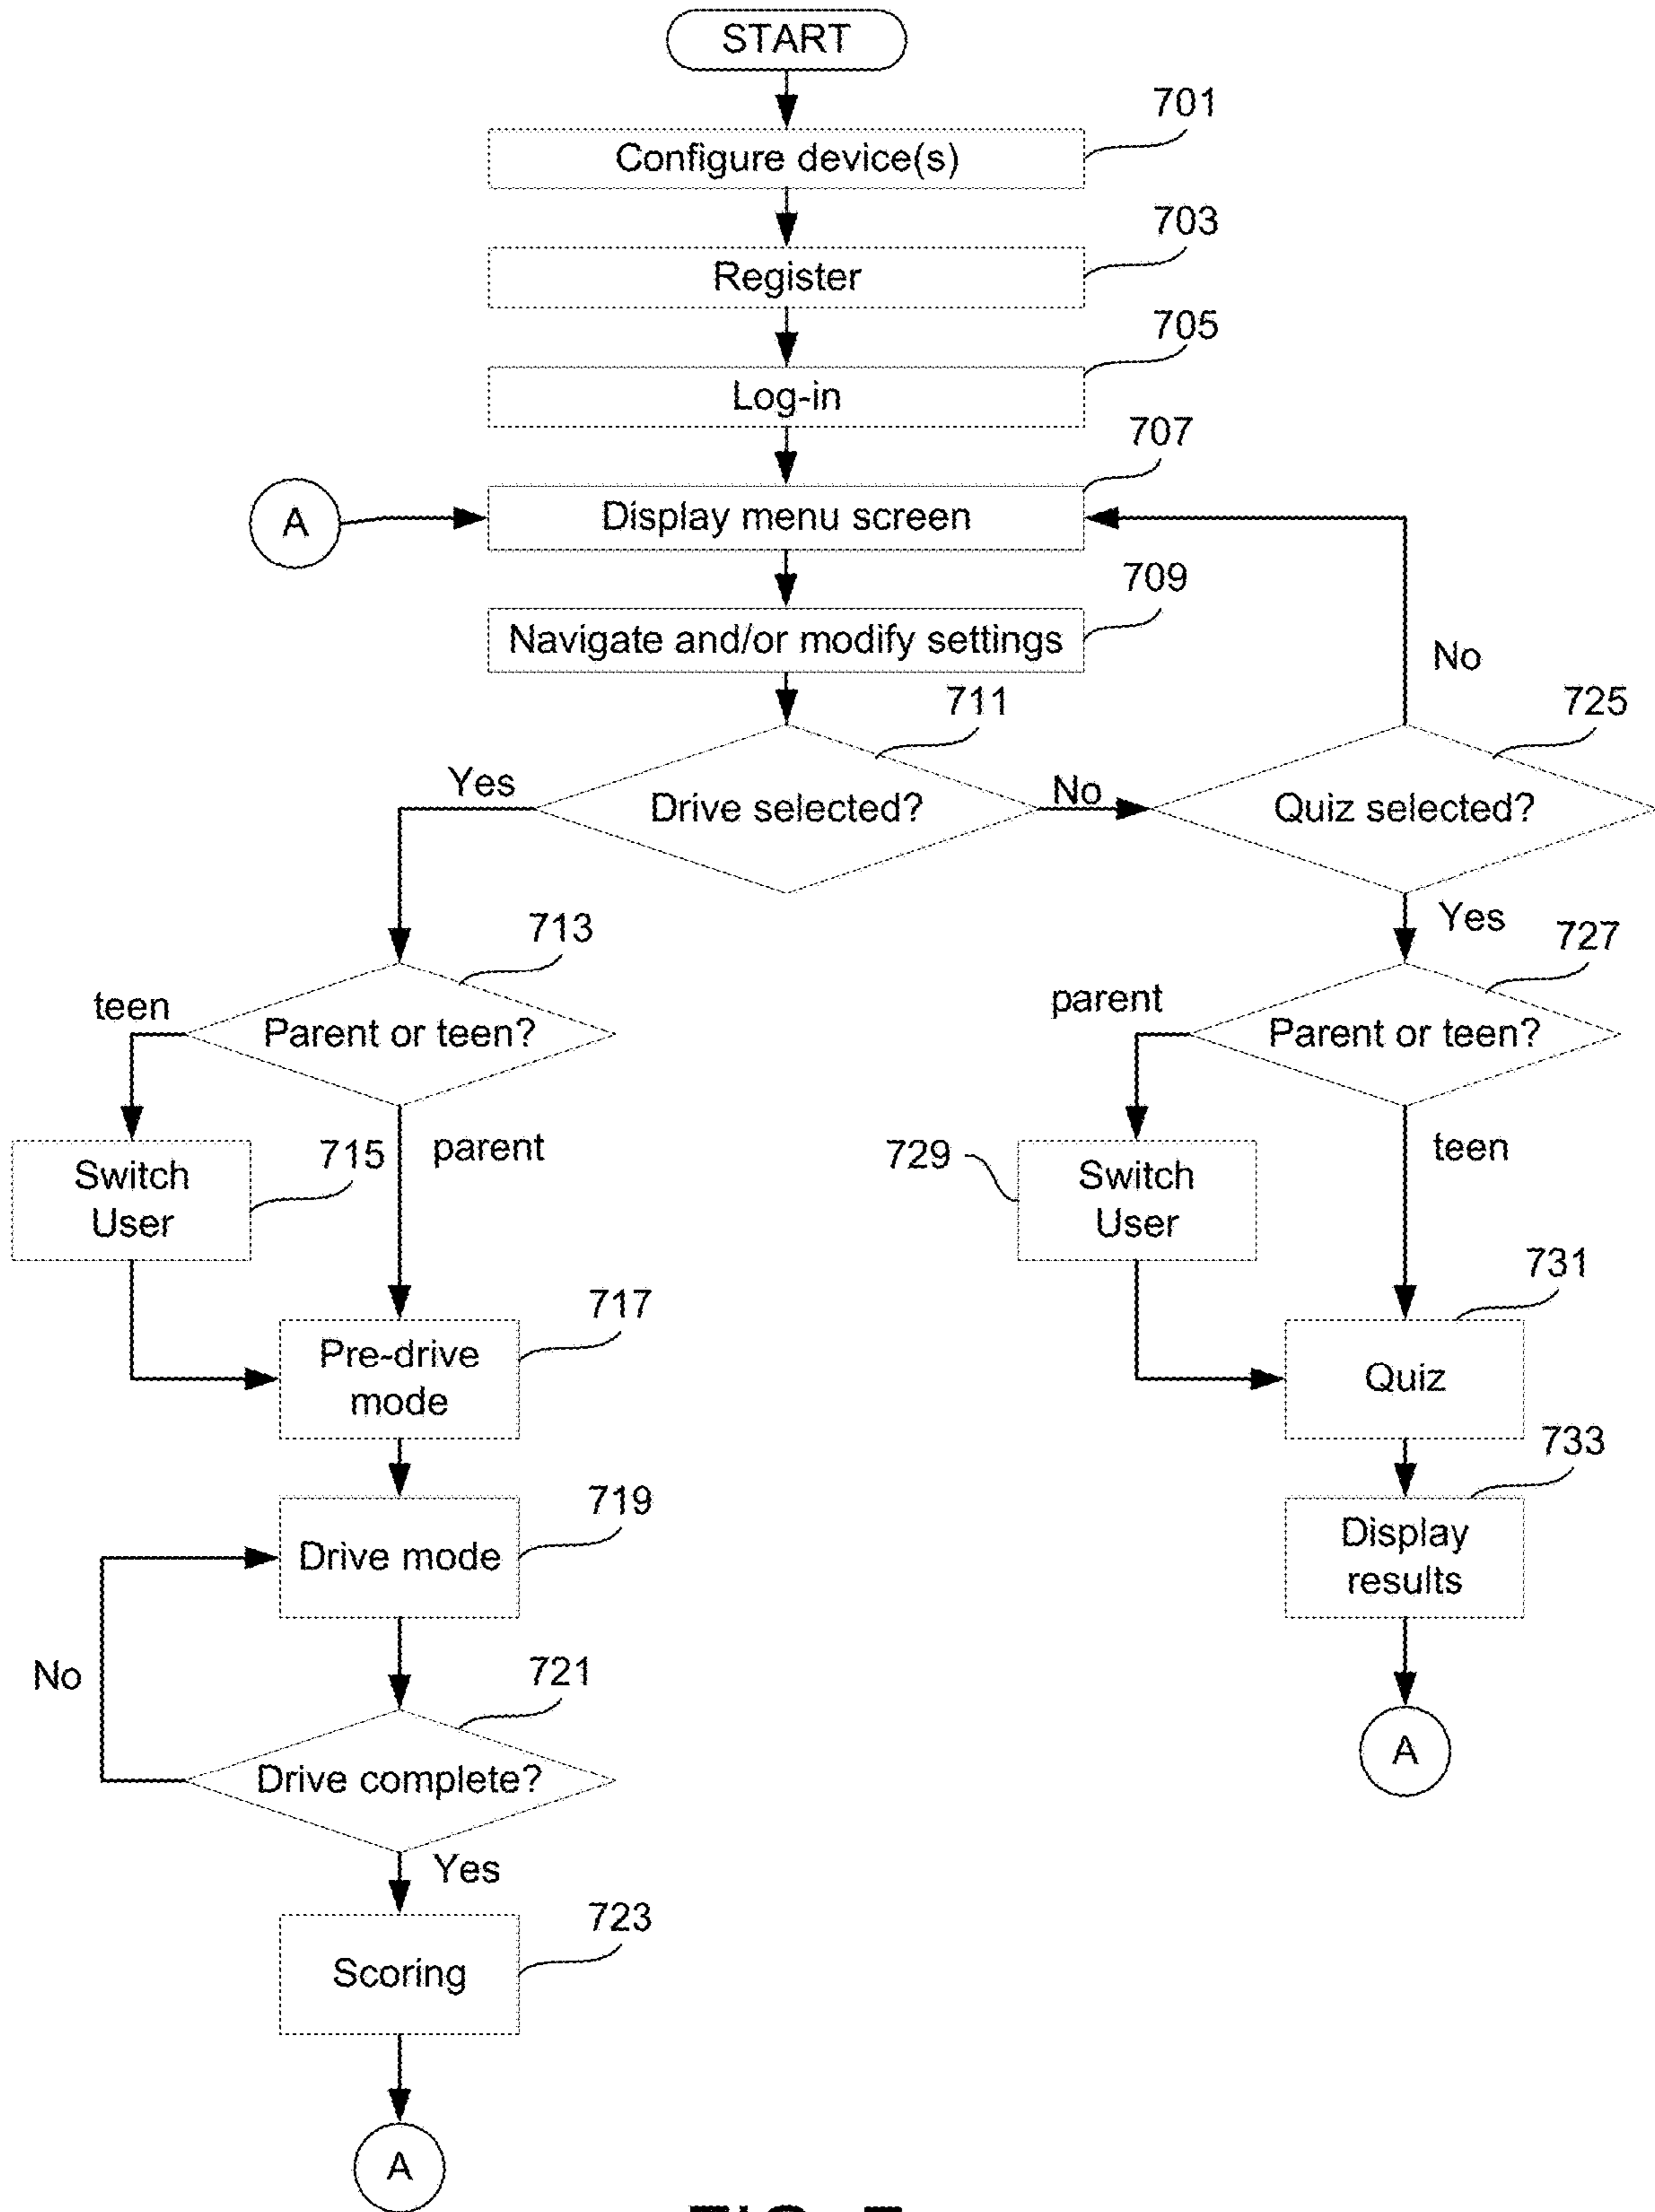 START
701
Configure device(s)
703
Register
705
Log-in
707
A
Display menu screen
709
Navigate and/or modify settings
No
711
725
Yes
Drive selected?
No
Quiz selected?
Yes
713
727
teen
parent
Parent or teen?
Parent or teen?
715
parent
729
teen
Switch
User
Switch
User
731
717
Pre-drive
mode
Quiz
733
719
Drive mode
Display
results
No
721
A
Drive complete?
Yes
723
Scoring
A